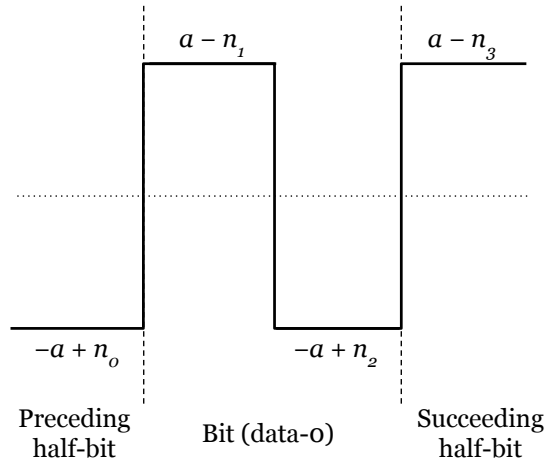 a – n₁
a – n₃
–a + n₀
–a + n₂
Preceding
half-bit
Bit (data-0)
Succeeding
half-bit